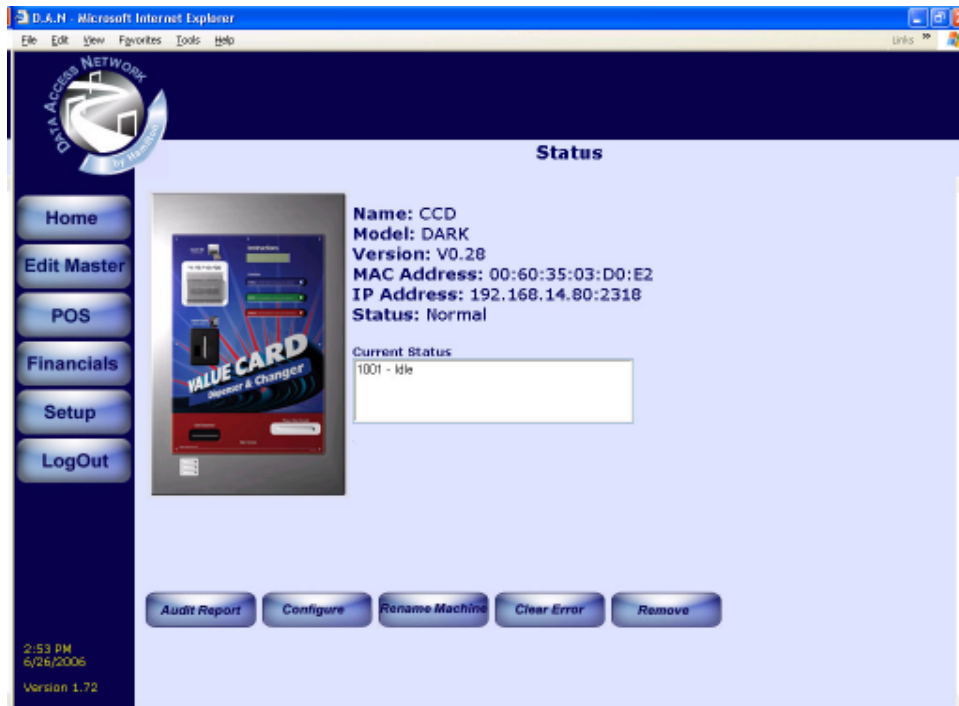 D.A.N - Microsoft Internet Explorer
File Edit View Favorites Tools Help
Links »
DATA ACCESS NETWORK
by Hamilton
Status
Home
Edit Master
POS
Financials
Setup
LogOut
Instructions
VALUE CARD
Dispenser & Changer
Name: CCD
Model: DARK
Version: V0.28
MAC Address: 00:60:35:03:D0:E2
IP Address: 192.168.14.80:2318
Status: Normal
Current Status
1001 - Idle
Audit Report
Configure
Rename Machine
Clear Error
Remove
2:53 PM
6/26/2006
Version 1.72